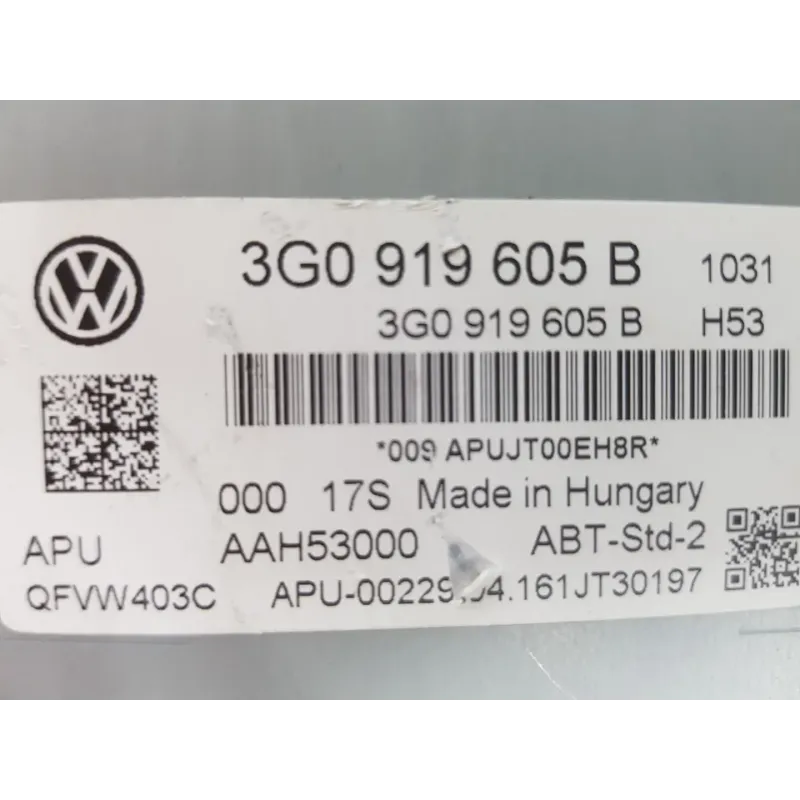 3G0 919 605 B 1031
3G0 919 605 B H53
*009 APUJT00EH8R*
000 17S Made in Hungary
APU AAH53000 ABT-Std-2
QFVW403C